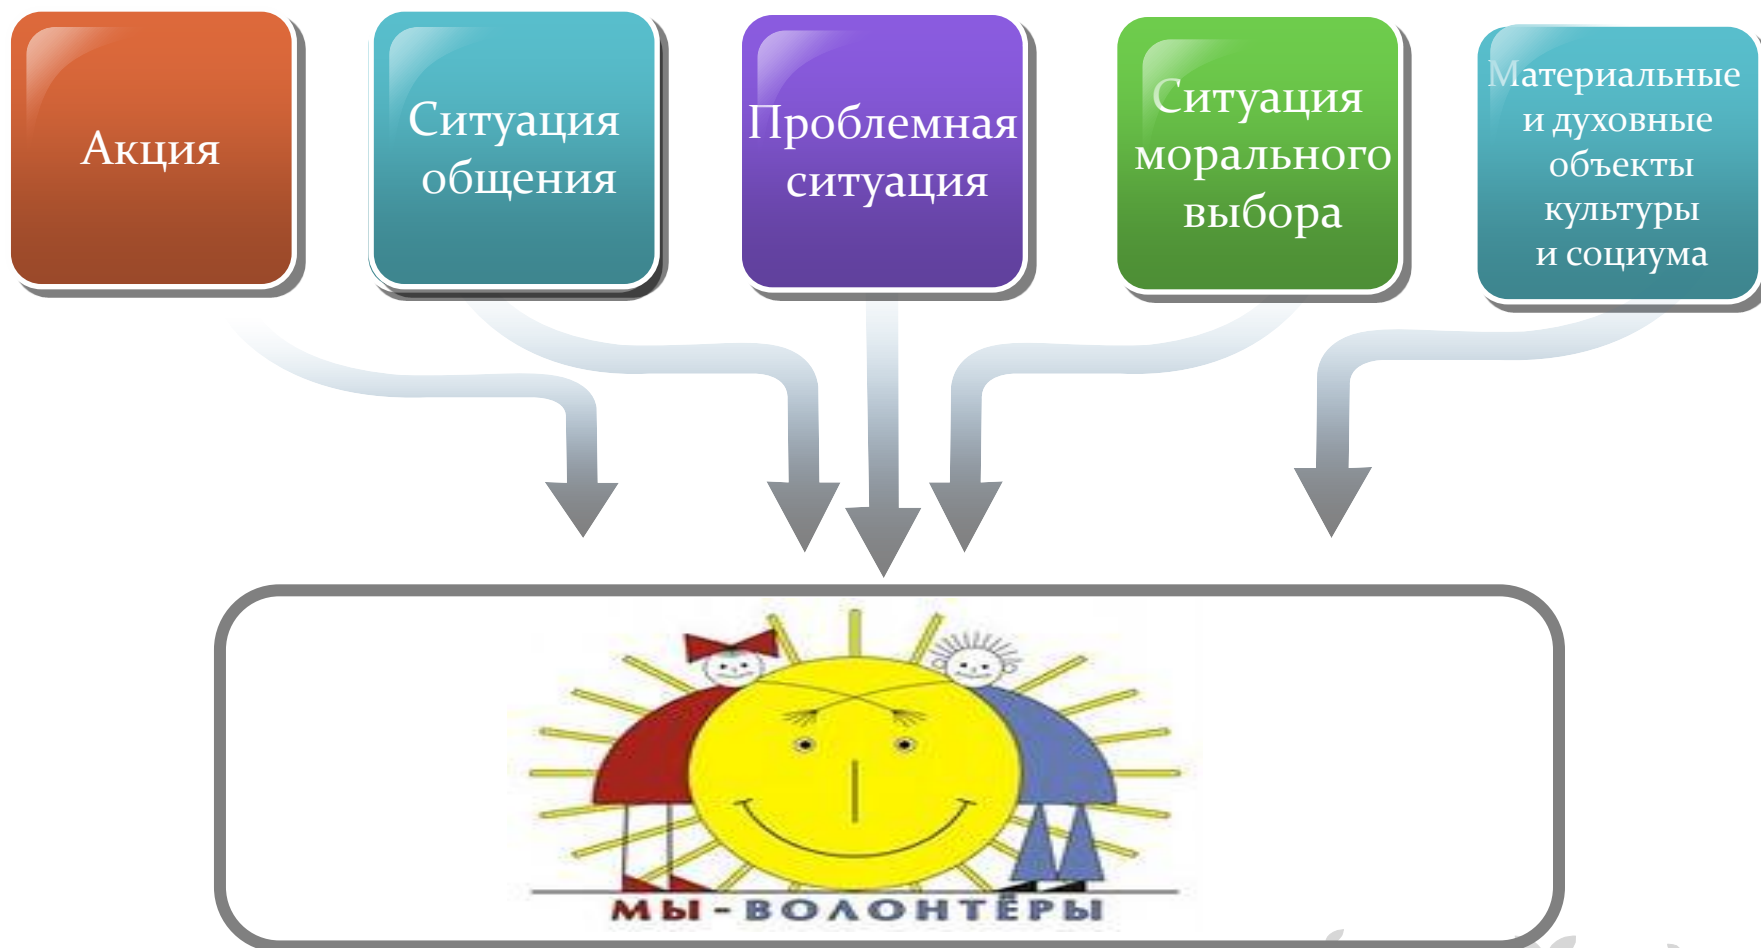 Акция
Ситуация
общения
Проблемная
ситуация
Ситуация
морального
выбора
Материальные
и духовные
объекты
культуры
и социума
МЫ - ВОЛОНТЁРЫ